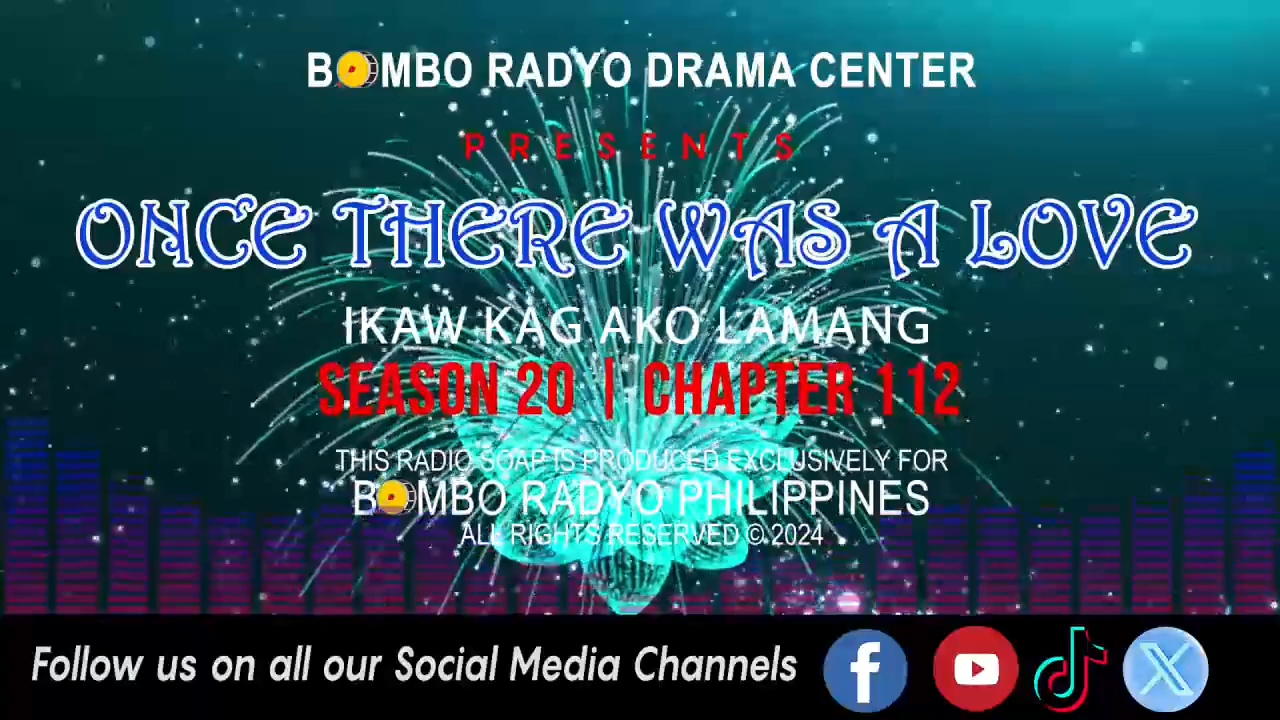 BOMBO RADYO DRAMA CENTER
PRESENTS
ONCE THERE WAS A LOVE
IKAW KAG AKO LAMANG
SEASON 20 | CHAPTER 112
THIS RADIO SOAP IS PRODUCED EXCLUSIVELY FOR
BOMBO RADYO PHILIPPINES
ALL RIGHTS RESERVED © 2024
Follow us on all our Social Media Channels